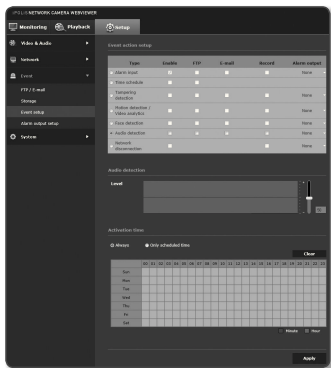 iPOLiS NETWORK CAMERA WEBVIEWER
Monitoring
Playback
Setup
Video & Audio
Network
Event
FTP / E-mail
Storage
Event setup
Alarm output setup
System
Event action setup
Type Enable FTP E-mail Record Alarm output
Alarm input None
Time schedule
Tampering detection None
Motion detection / Video analytics None
Face detection None
Audio detection None
Network disconnection None
Audio detection
Level
Activation time
Always Only scheduled time
Clear
00 01 02 03 04 05 06 07 08 09 10 11 12 13 14 15 16 17 18 19 20 21 22 23
Sun
Mon
Tue
Wed
Thu
Fri
Sat
Minute Hour
Apply